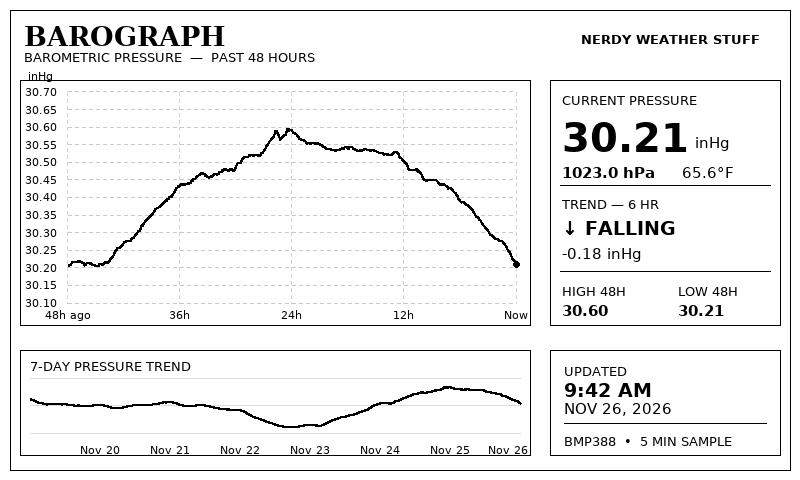 BAROGRAPH
BAROMETRIC PRESSURE — PAST 48 HOURS
NERDY WEATHER STUFF
inHg
30.70
30.65
30.60
30.55
30.50
30.45
30.40
30.35
30.30
30.25
30.20
30.15
30.10
48h ago 36h 24h 12h Now
CURRENT PRESSURE
30.21 inHg
1023.0 hPa 65.6°F
TREND — 6 HR
↓ FALLING
-0.18 inHg
HIGH 48H LOW 48H
30.60 30.21
7-DAY PRESSURE TREND
Nov 20 Nov 21 Nov 22 Nov 23 Nov 24 Nov 25 Nov 26
UPDATED
9:42 AM
NOV 26, 2026
BMP388 • 5 MIN SAMPLE